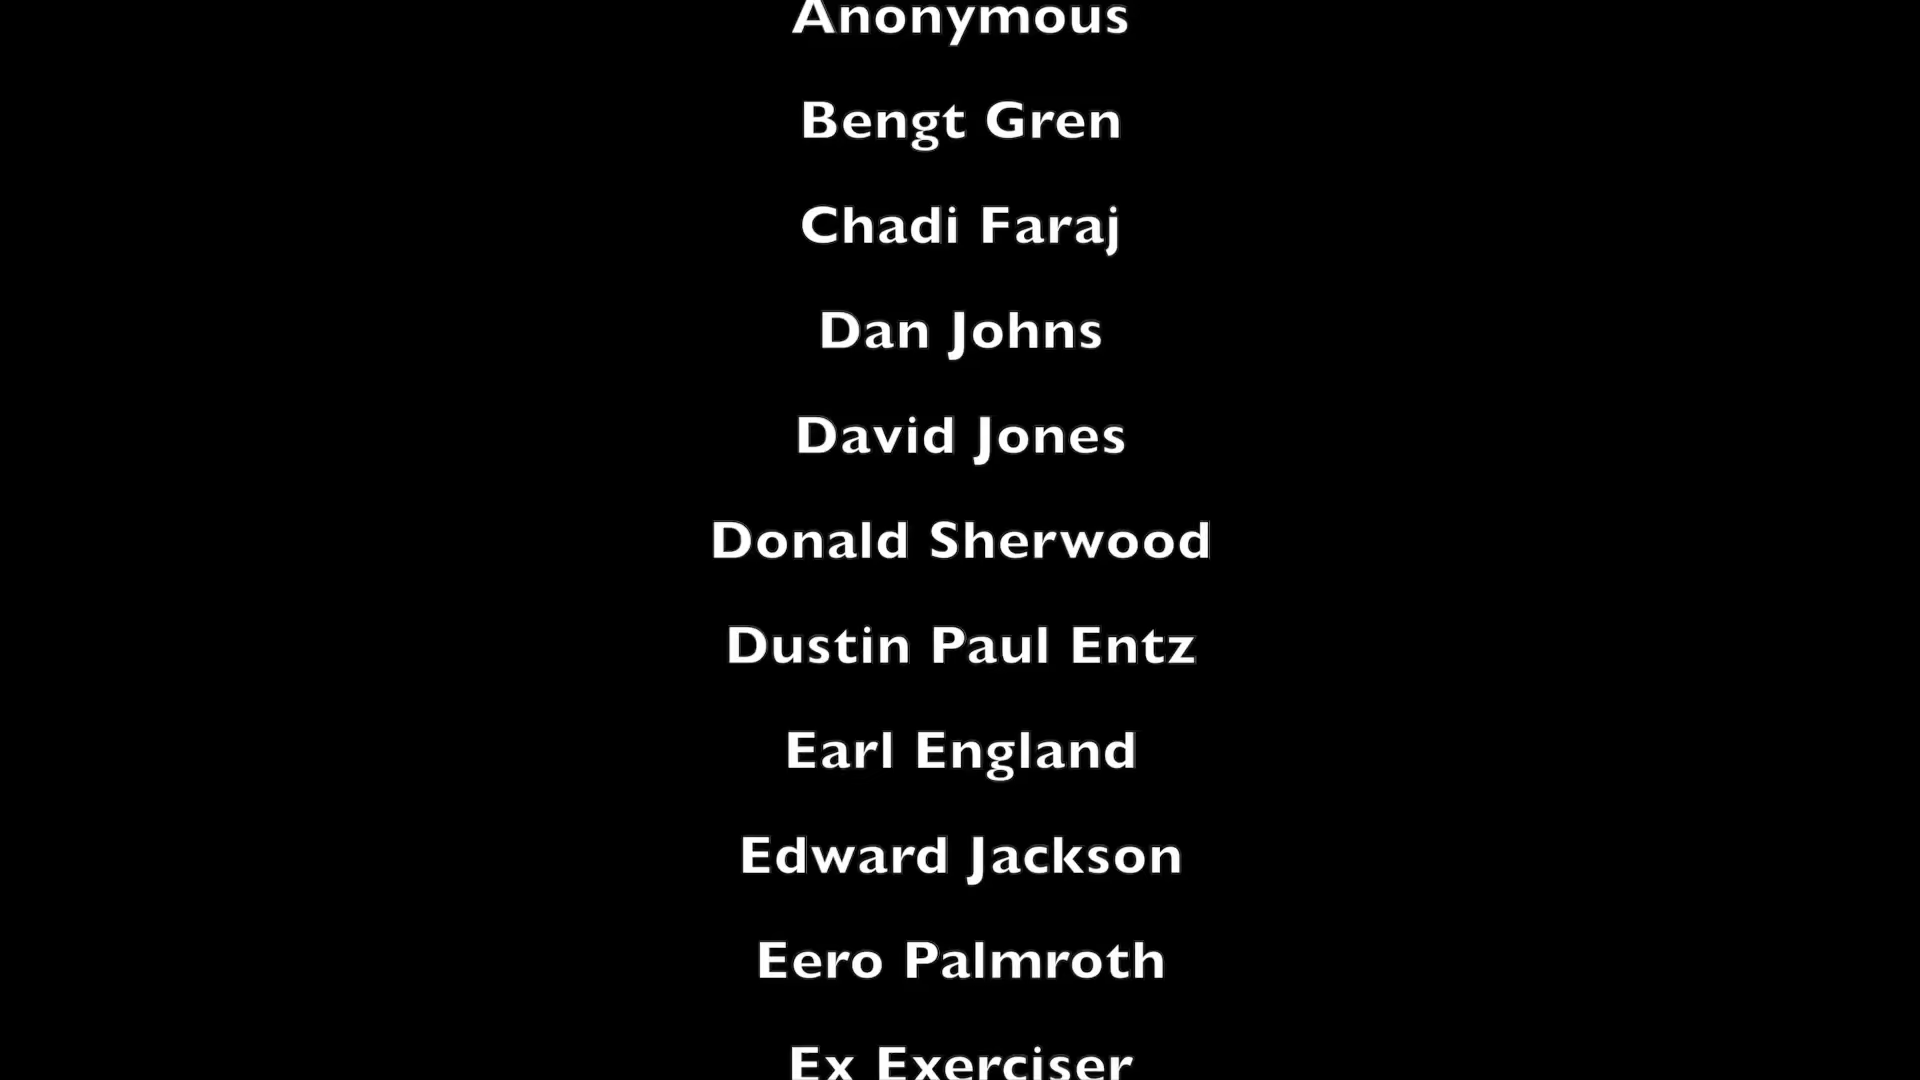 Anonymous
Bengt Gren
Chadi Faraj
Dan Johns
David Jones
Donald Sherwood
Dustin Paul Entz
Earl England
Edward Jackson
Eero Palmroth
Ex Exerciser